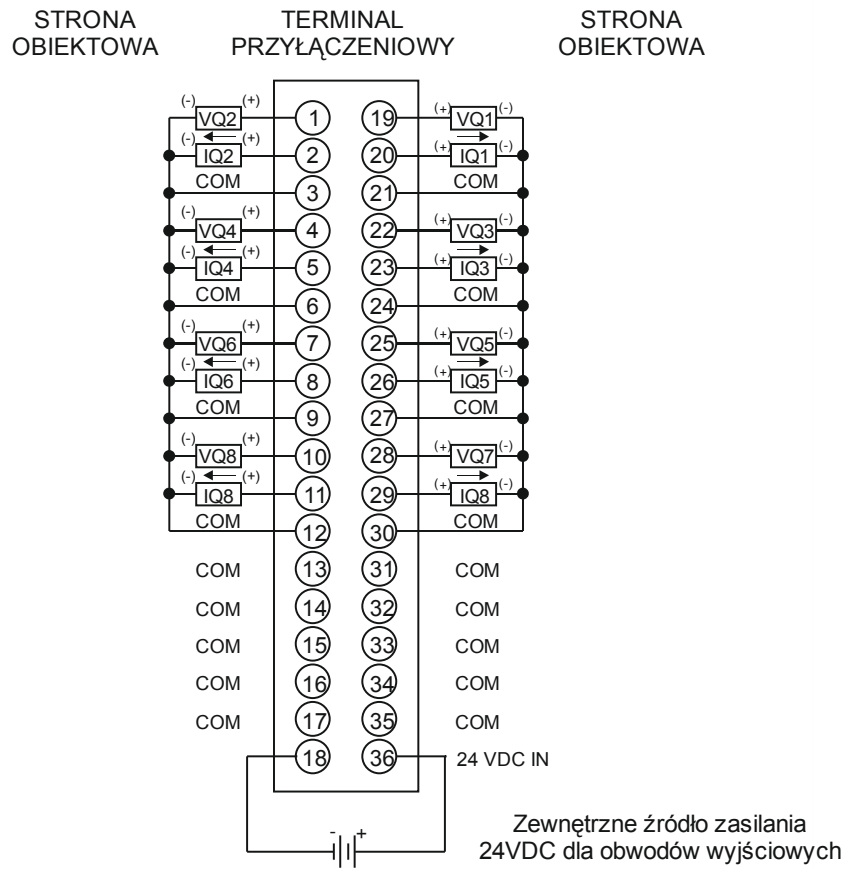 STRONA OBIEKTOWA
TERMINAL PRZYŁĄCZENIOWY
STRONA OBIEKTOWA
(-) VQ2 (+) 1 19 (+) VQ1 (-)
(-) IQ2 (+) 2 20 (+) IQ1 (-)
COM 3 21 COM
(-) VQ4 (+) 4 22 (+) VQ3 (-)
(-) IQ4 (+) 5 23 (+) IQ3 (-)
COM 6 24 COM
(-) VQ6 (+) 7 25 (+) VQ5 (-)
(-) IQ6 (+) 8 26 (+) IQ5 (-)
COM 9 27 COM
(-) VQ8 (+) 10 28 (+) VQ7 (-)
(-) IQ8 (+) 11 29 (+) IQ8 (-)
COM 12 30 COM
COM 13 31 COM
COM 14 32 COM
COM 15 33 COM
COM 16 34 COM
COM 17 35 COM
18 36 24 VDC IN
- +
Zewnętrzne źródło zasilania
24VDC dla obwodów wyjściowych